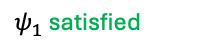 ψ₁ satisfied